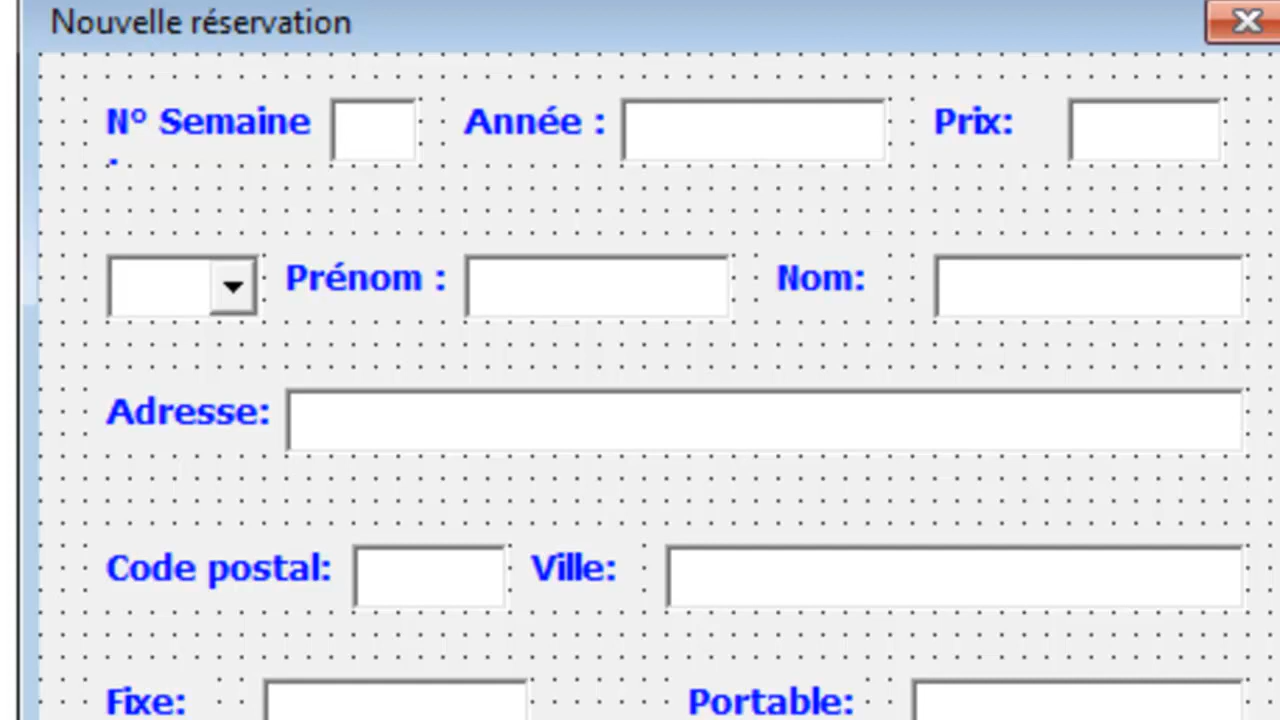 Nouvelle réservation
N° Semaine : Année : Prix:
Prénom : Nom:
Adresse:
Code postal: Ville:
Fixe: Portable: